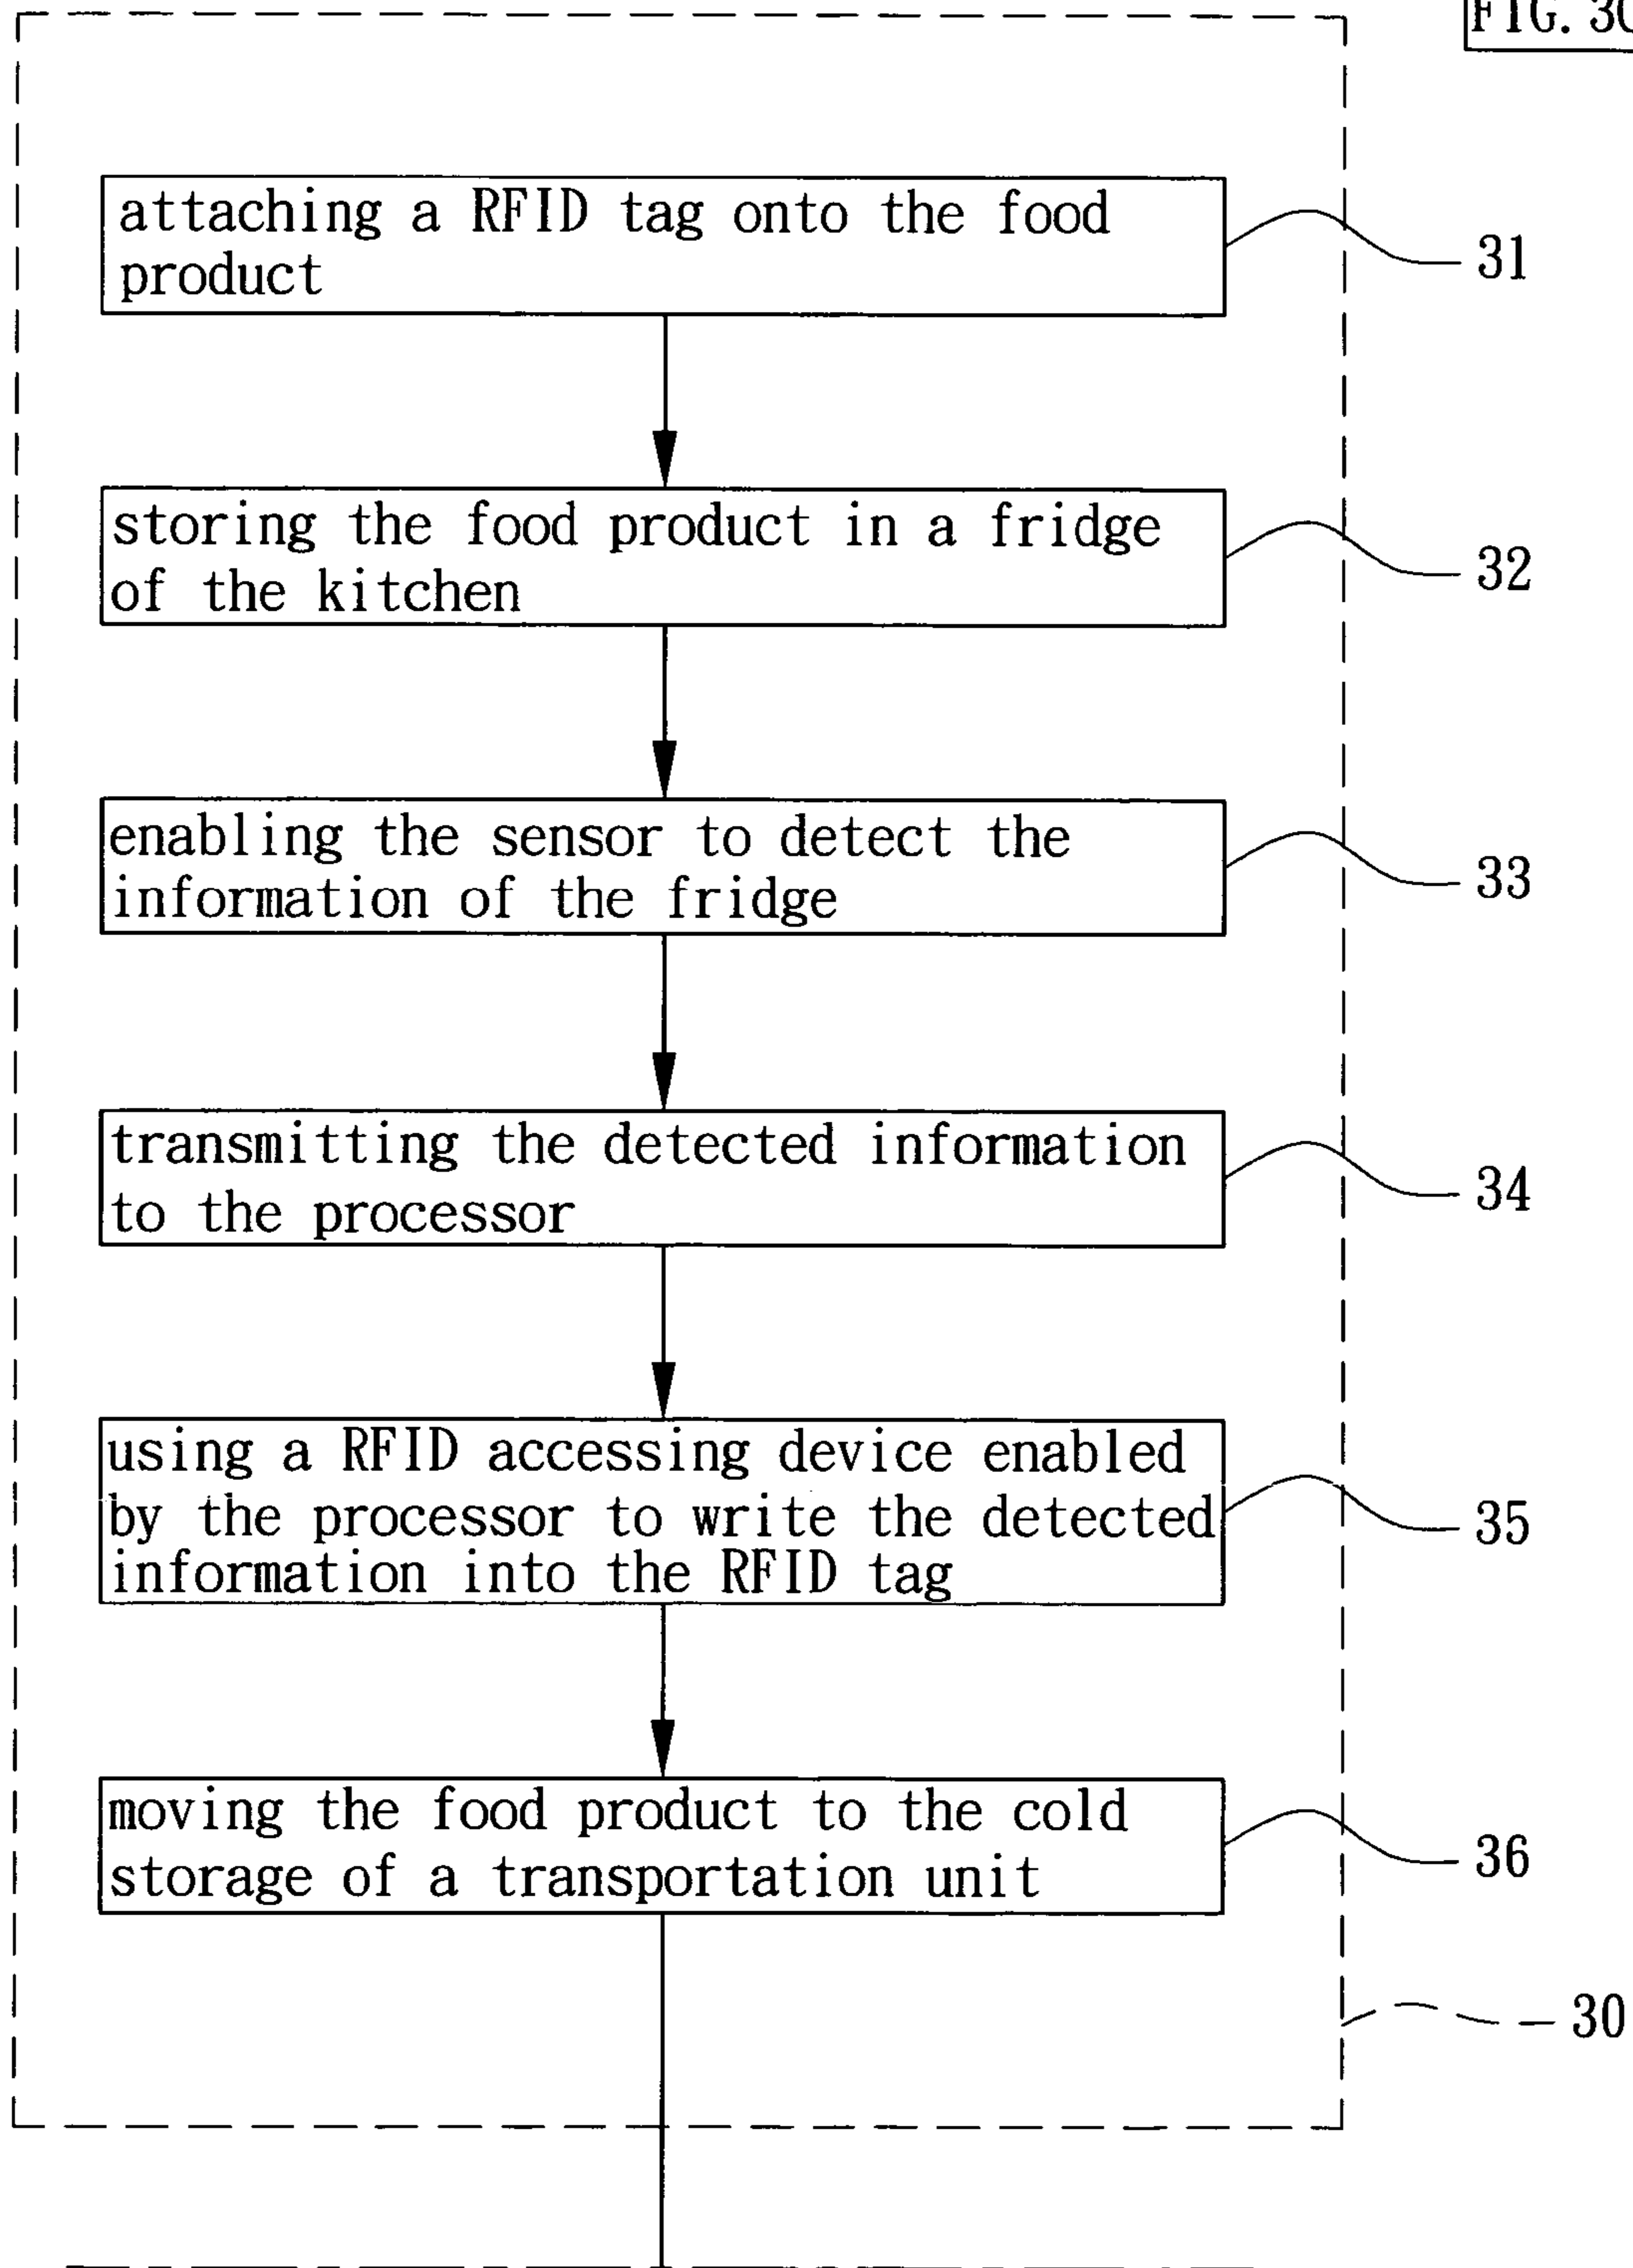 FIG. 30
attaching a RFID tag onto the food
product
31
storing the food product in a fridge
of the kitchen
32
enabling the sensor to detect the
information of the fridge
33
transmitting the detected information
to the processor
34
using a RFID accessing device enabled
by the processor to write the detected
information into the RFID tag
35
moving the food product to the cold
storage of a transportation unit
36
30